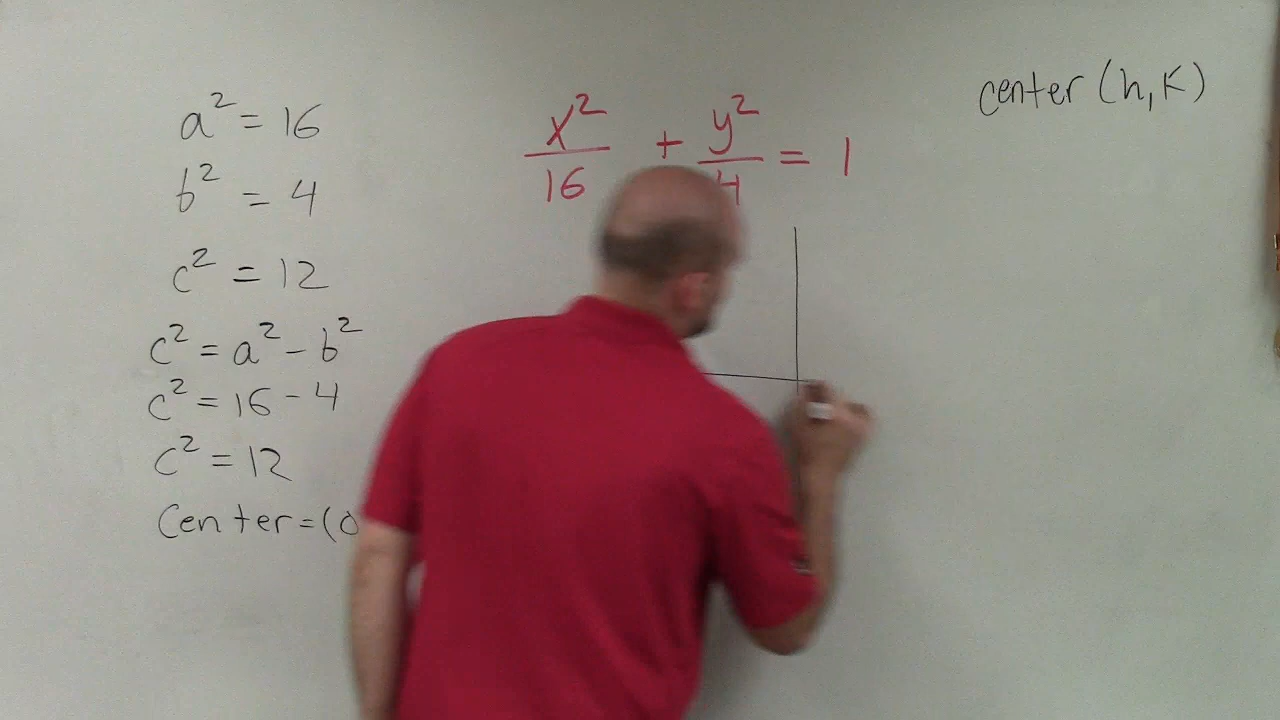 a² = 16
b² = 4
c² = 12
c² = a² - b²
c² = 16 - 4
c² = 12
Center = (0
x²/16 + y²/4 = 1
center (h, k)